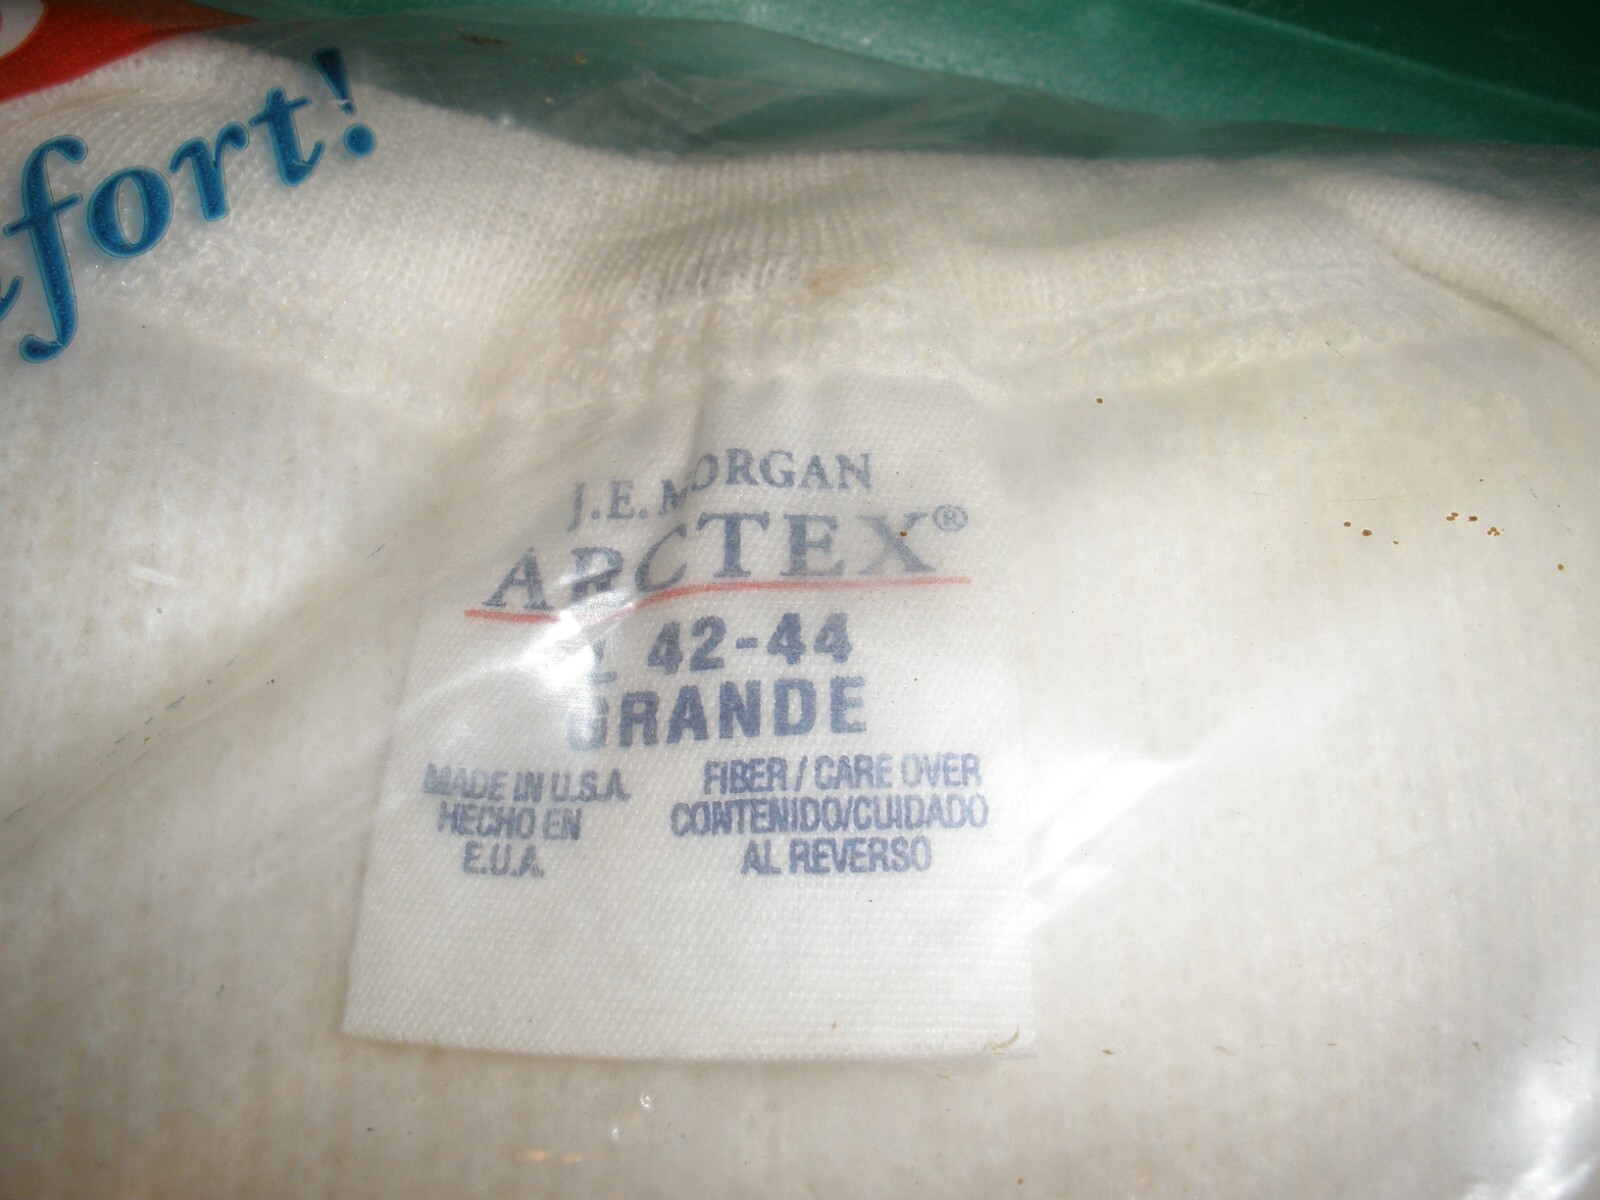 fort!
J.E. MORGAN
ARCTEX®
L 42-44
GRANDE
MADE IN U.S.A.
HECHO EN
E.U.A.
FIBER / CARE OVER
CONTENIDO/CUIDADO
AL REVERSO